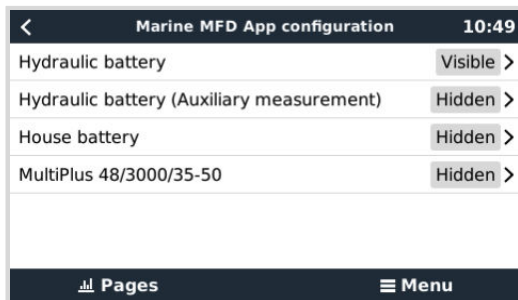 Marine MFD App configuration 10:49
Hydraulic battery Visible
Hydraulic battery (Auxiliary measurement) Hidden
House battery Hidden
MultiPlus 48/3000/35-50 Hidden
Pages Menu